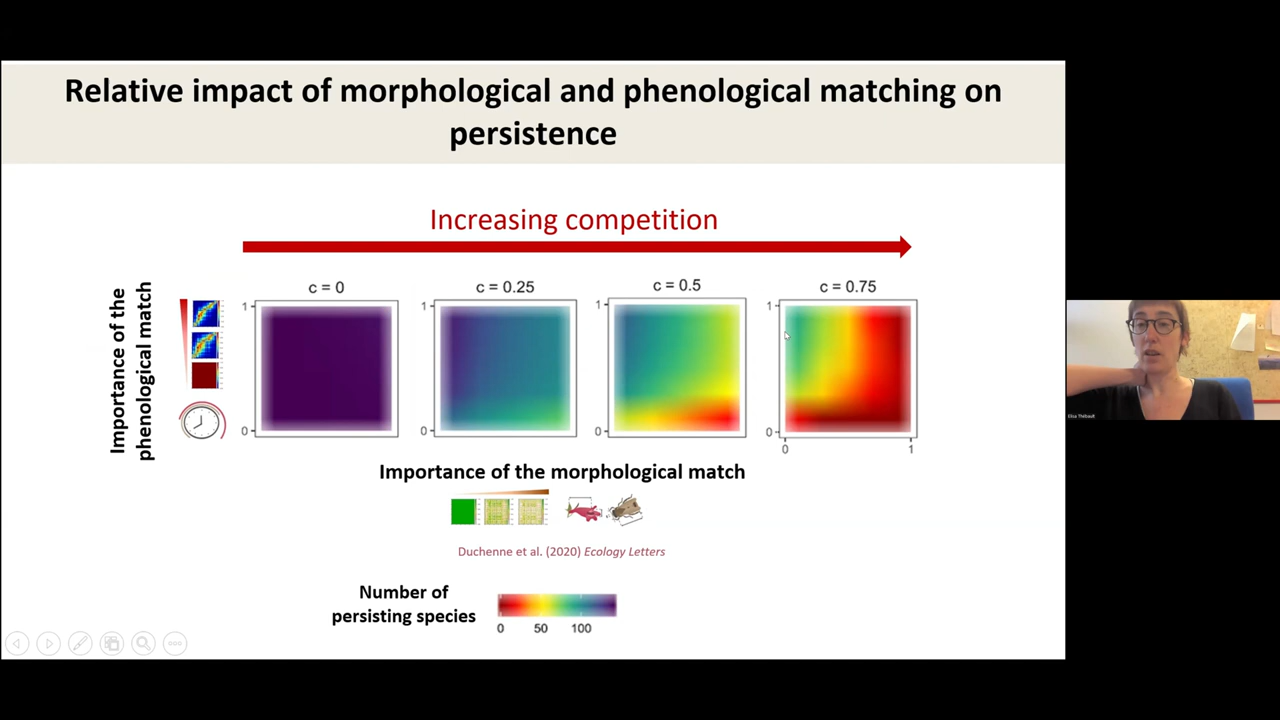 Relative impact of morphological and phenological matching on
persistence
Increasing competition
Importance of the
phenological match
c = 0
c = 0.25
c = 0.5
c = 0.75
1
0
1
0
1
0
1
0
0
1
Importance of the morphological match
Duchenne et al. (2020) Ecology Letters
Number of
persisting species
0
50
100
Elisa Thébault